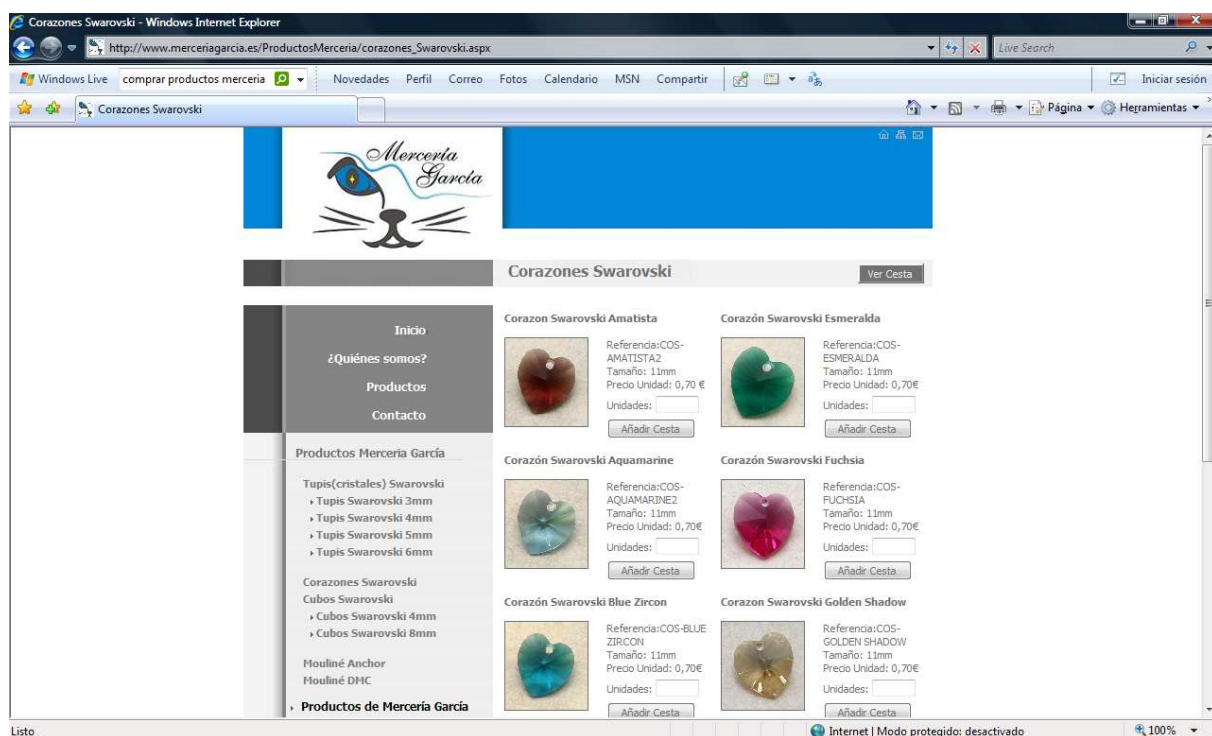 Corazones Swarovski - Windows Internet Explorer
http://www.merceriagarcia.es/ProductosMerceria/corazones_Swarovski.aspx
Live Search
Windows Live
comprar productos merceria
Novedades
Perfil
Correo
Fotos
Calendario
MSN
Compartir
Iniciar sesión
Corazones Swarovski
Página
Herramientas
Mercería
García
Corazones Swarovski
Ver Cesta
Inicio
¿Quiénes somos?
Productos
Contacto
Productos Merceria García
Tupis(cristales) Swarovski
Tupis Swarovski 3mm
Tupis Swarovski 4mm
Tupis Swarovski 5mm
Tupis Swarovski 6mm
Corazones Swarovski
Cubos Swarovski
Cubos Swarovski 4mm
Cubos Swarovski 8mm
Mouliné Anchor
Mouliné DMC
Productos de Mercería García
Corazon Swarovski Amatista
Referencia:COS-
AMATISTA2
Tamaño: 11mm
Precio Unidad: 0,70 €
Unidades:
Añadir Cesta
Corazón Swarovski Esmeralda
Referencia:COS-
ESMERALDA
Tamaño: 11mm
Precio Unidad: 0,70€
Unidades:
Añadir Cesta
Corazón Swarovski Aquamarine
Referencia:COS-
AQUAMARINE2
Tamaño: 11mm
Precio Unidad: 0,70€
Unidades:
Añadir Cesta
Corazón Swarovski Fuchsia
Referencia:COS-
FUCHSIA
Tamaño: 11mm
Precio Unidad: 0,70€
Unidades:
Añadir Cesta
Corazón Swarovski Blue Zircon
Referencia:COS-BLUE
ZIRCON
Tamaño: 11mm
Precio Unidad: 0,70€
Unidades:
Añadir Cesta
Corazon Swarovski Golden Shadow
Referencia:COS-
GOLDEN SHADOW
Tamaño: 11mm
Precio Unidad: 0,70€
Unidades:
Añadir Cesta
Listo
Internet | Modo protegido: desactivado
100%